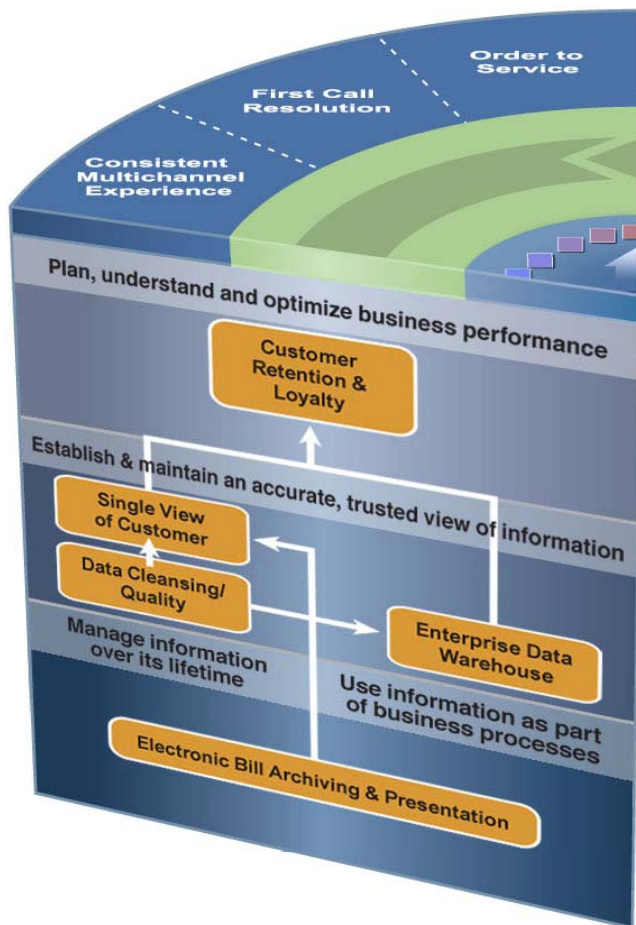 Order to
Service
First Call
Resolution
Consistent
Multichannel
Experience
Plan, understand and optimize business performance
Customer
Retention &
Loyalty
Establish & maintain an accurate, trusted view of information
Single View
of Customer
Data Cleansing/
Quality
Enterprise Data
Warehouse
Manage information
over its lifetime
Use information as part
of business processes
Electronic Bill Archiving & Presentation